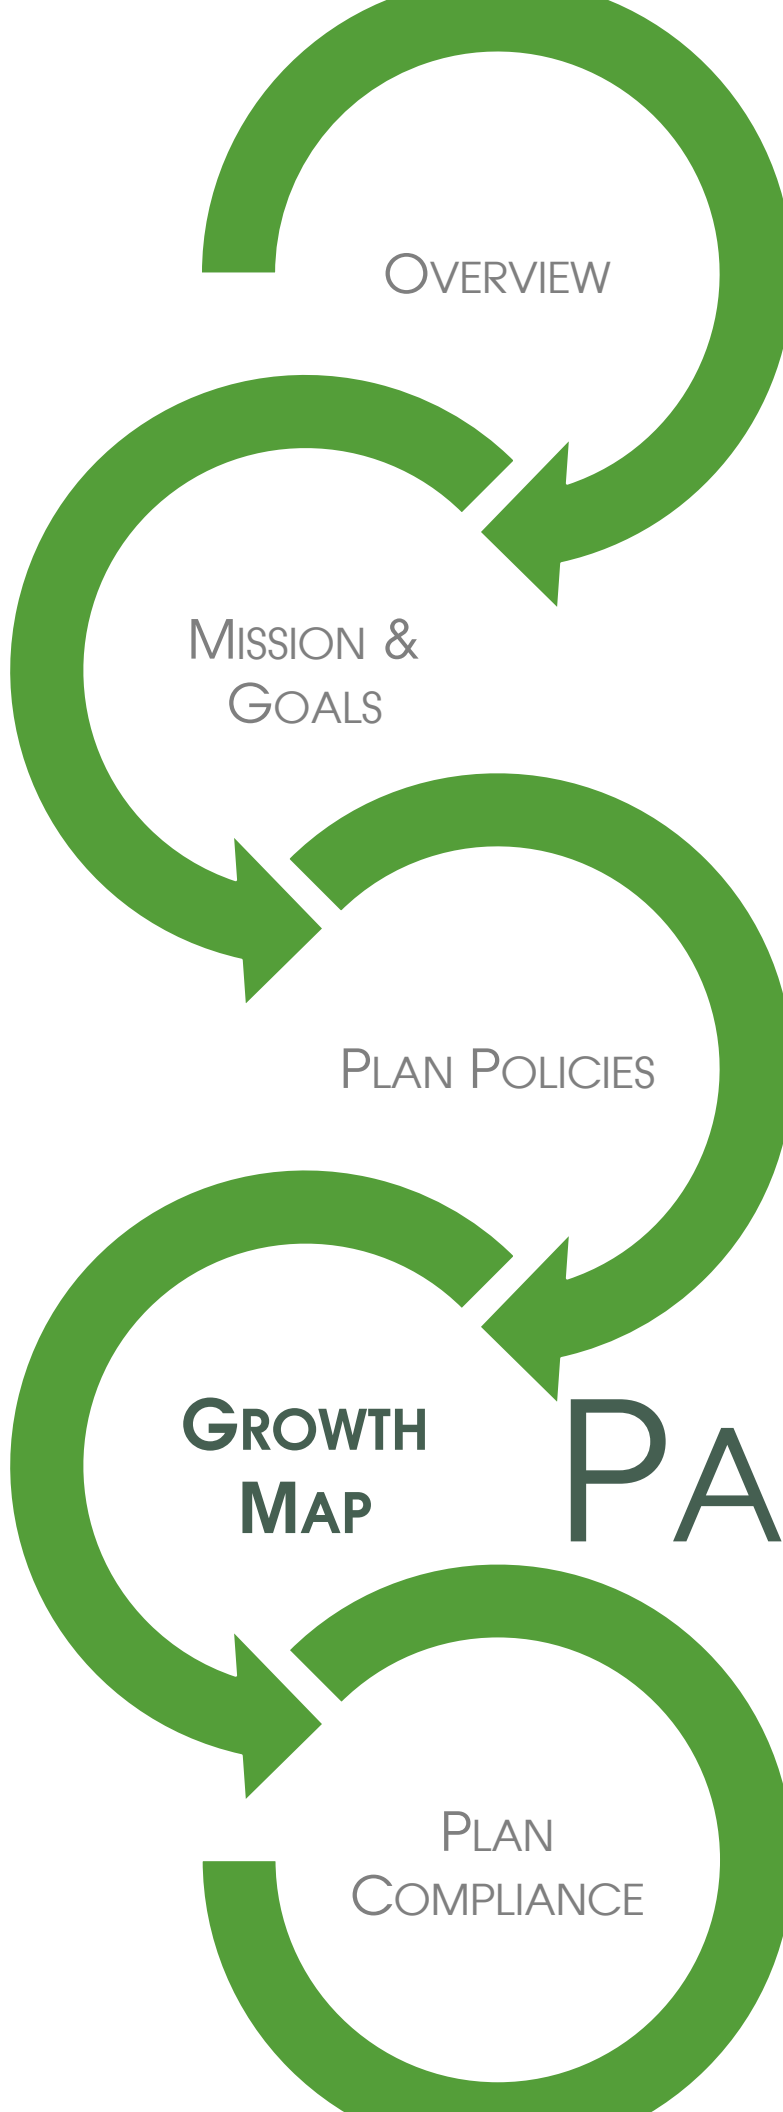 OVERVIEW
MISSION &
GOALS
PLAN POLICIES
GROWTH
MAP
PA
PLAN
COMPLIANCE